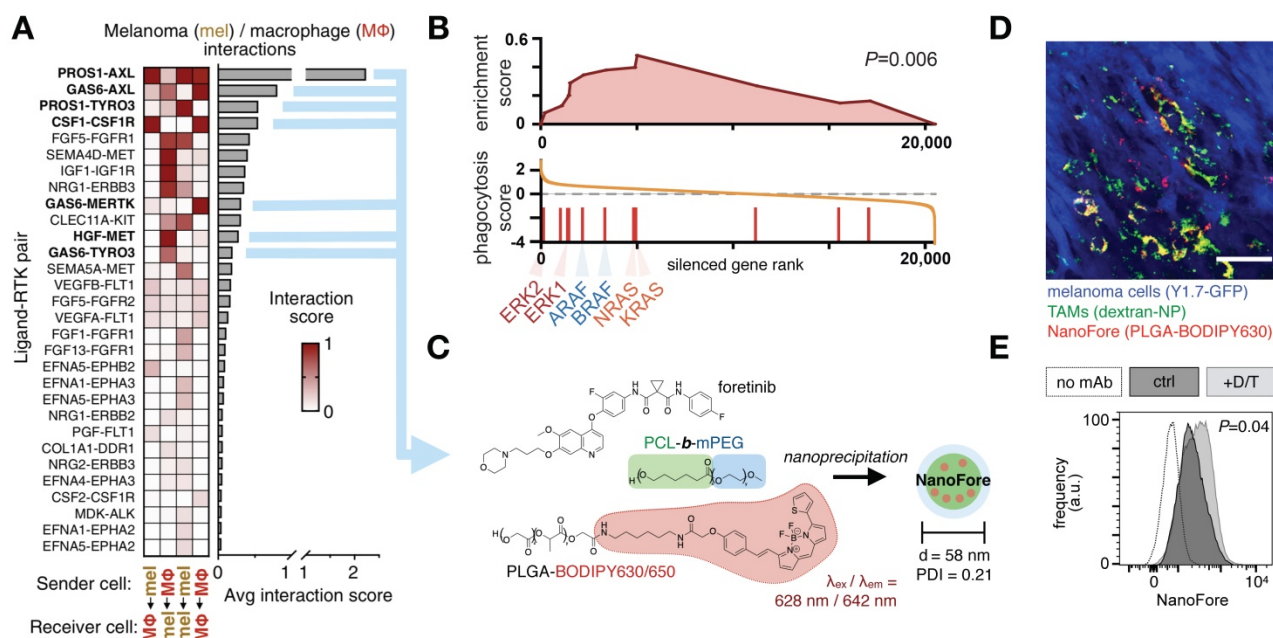 A
Melanoma (mel) / macrophage (MΦ)
interactions
Ligand-RTK pair
PROS1-AXL
GAS6-AXL
PROS1-TYRO3
CSF1-CSF1R
FGF5-FGFR1
SEMA4D-MET
IGF1-IGF1R
NRG1-ERBB3
GAS6-MERTK
CLEC11A-KIT
HGF-MET
GAS6-TYRO3
SEMA5A-MET
VEGFB-FLT1
FGF5-FGFR2
VEGFA-FLT1
FGF1-FGFR1
FGF13-FGFR1
EFNA5-EPHB2
EFNA1-EPHA3
EFNA5-EPHA3
NRG1-ERBB2
PGF-FLT1
COL1A1-DDR1
NRG2-ERBB3
EFNA4-EPHA3
CSF2-CSF1R
MDK-ALK
EFNA1-EPHA2
EFNA5-EPHA2
Interaction
score
1
0
0 1 1 2
Avg interaction score
Sender cell: mel MΦ mel MΦ
Receiver cell: MΦ mel mel MΦ
B
enrichment
score
0.6
0
P=0.006
0 20,000
phagocytosis
score
2
0
-4
0 silenced gene rank 20,000
ERK2
ERK1
ARAF
BRAF
NRAS
KRAS
C
foretinib
F
O
H
N
O
O
H
N
F
O
N
O
N
O
PCL-b-mPEG
H
O
O
O
O
nanoprecipitation
NanoFore
d = 58 nm
PDI = 0.21
PLGA-BODIPY630/650
λex / λem =
628 nm / 642 nm
D
melanoma cells (Y1.7-GFP)
TAMs (dextran-NP)
NanoFore (PLGA-BODIPY630)
E
no mAb ctrl +D/T
frequency
(a.u.)
100
0
P=0.04
0 10⁴
NanoFore